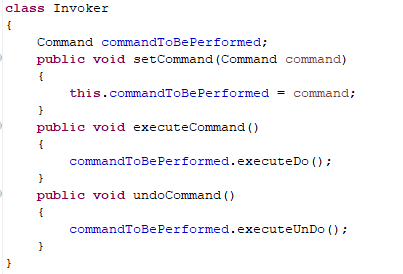 class Invoker
{
    Command commandToBePerformed;
    public void setCommand(Command command)
    {
        this.commandToBePerformed = command;
    }
    public void executeCommand()
    {
        commandToBePerformed.executeDo();
    }
    public void undoCommand()
    {
        commandToBePerformed.executeUnDo();
    }
}